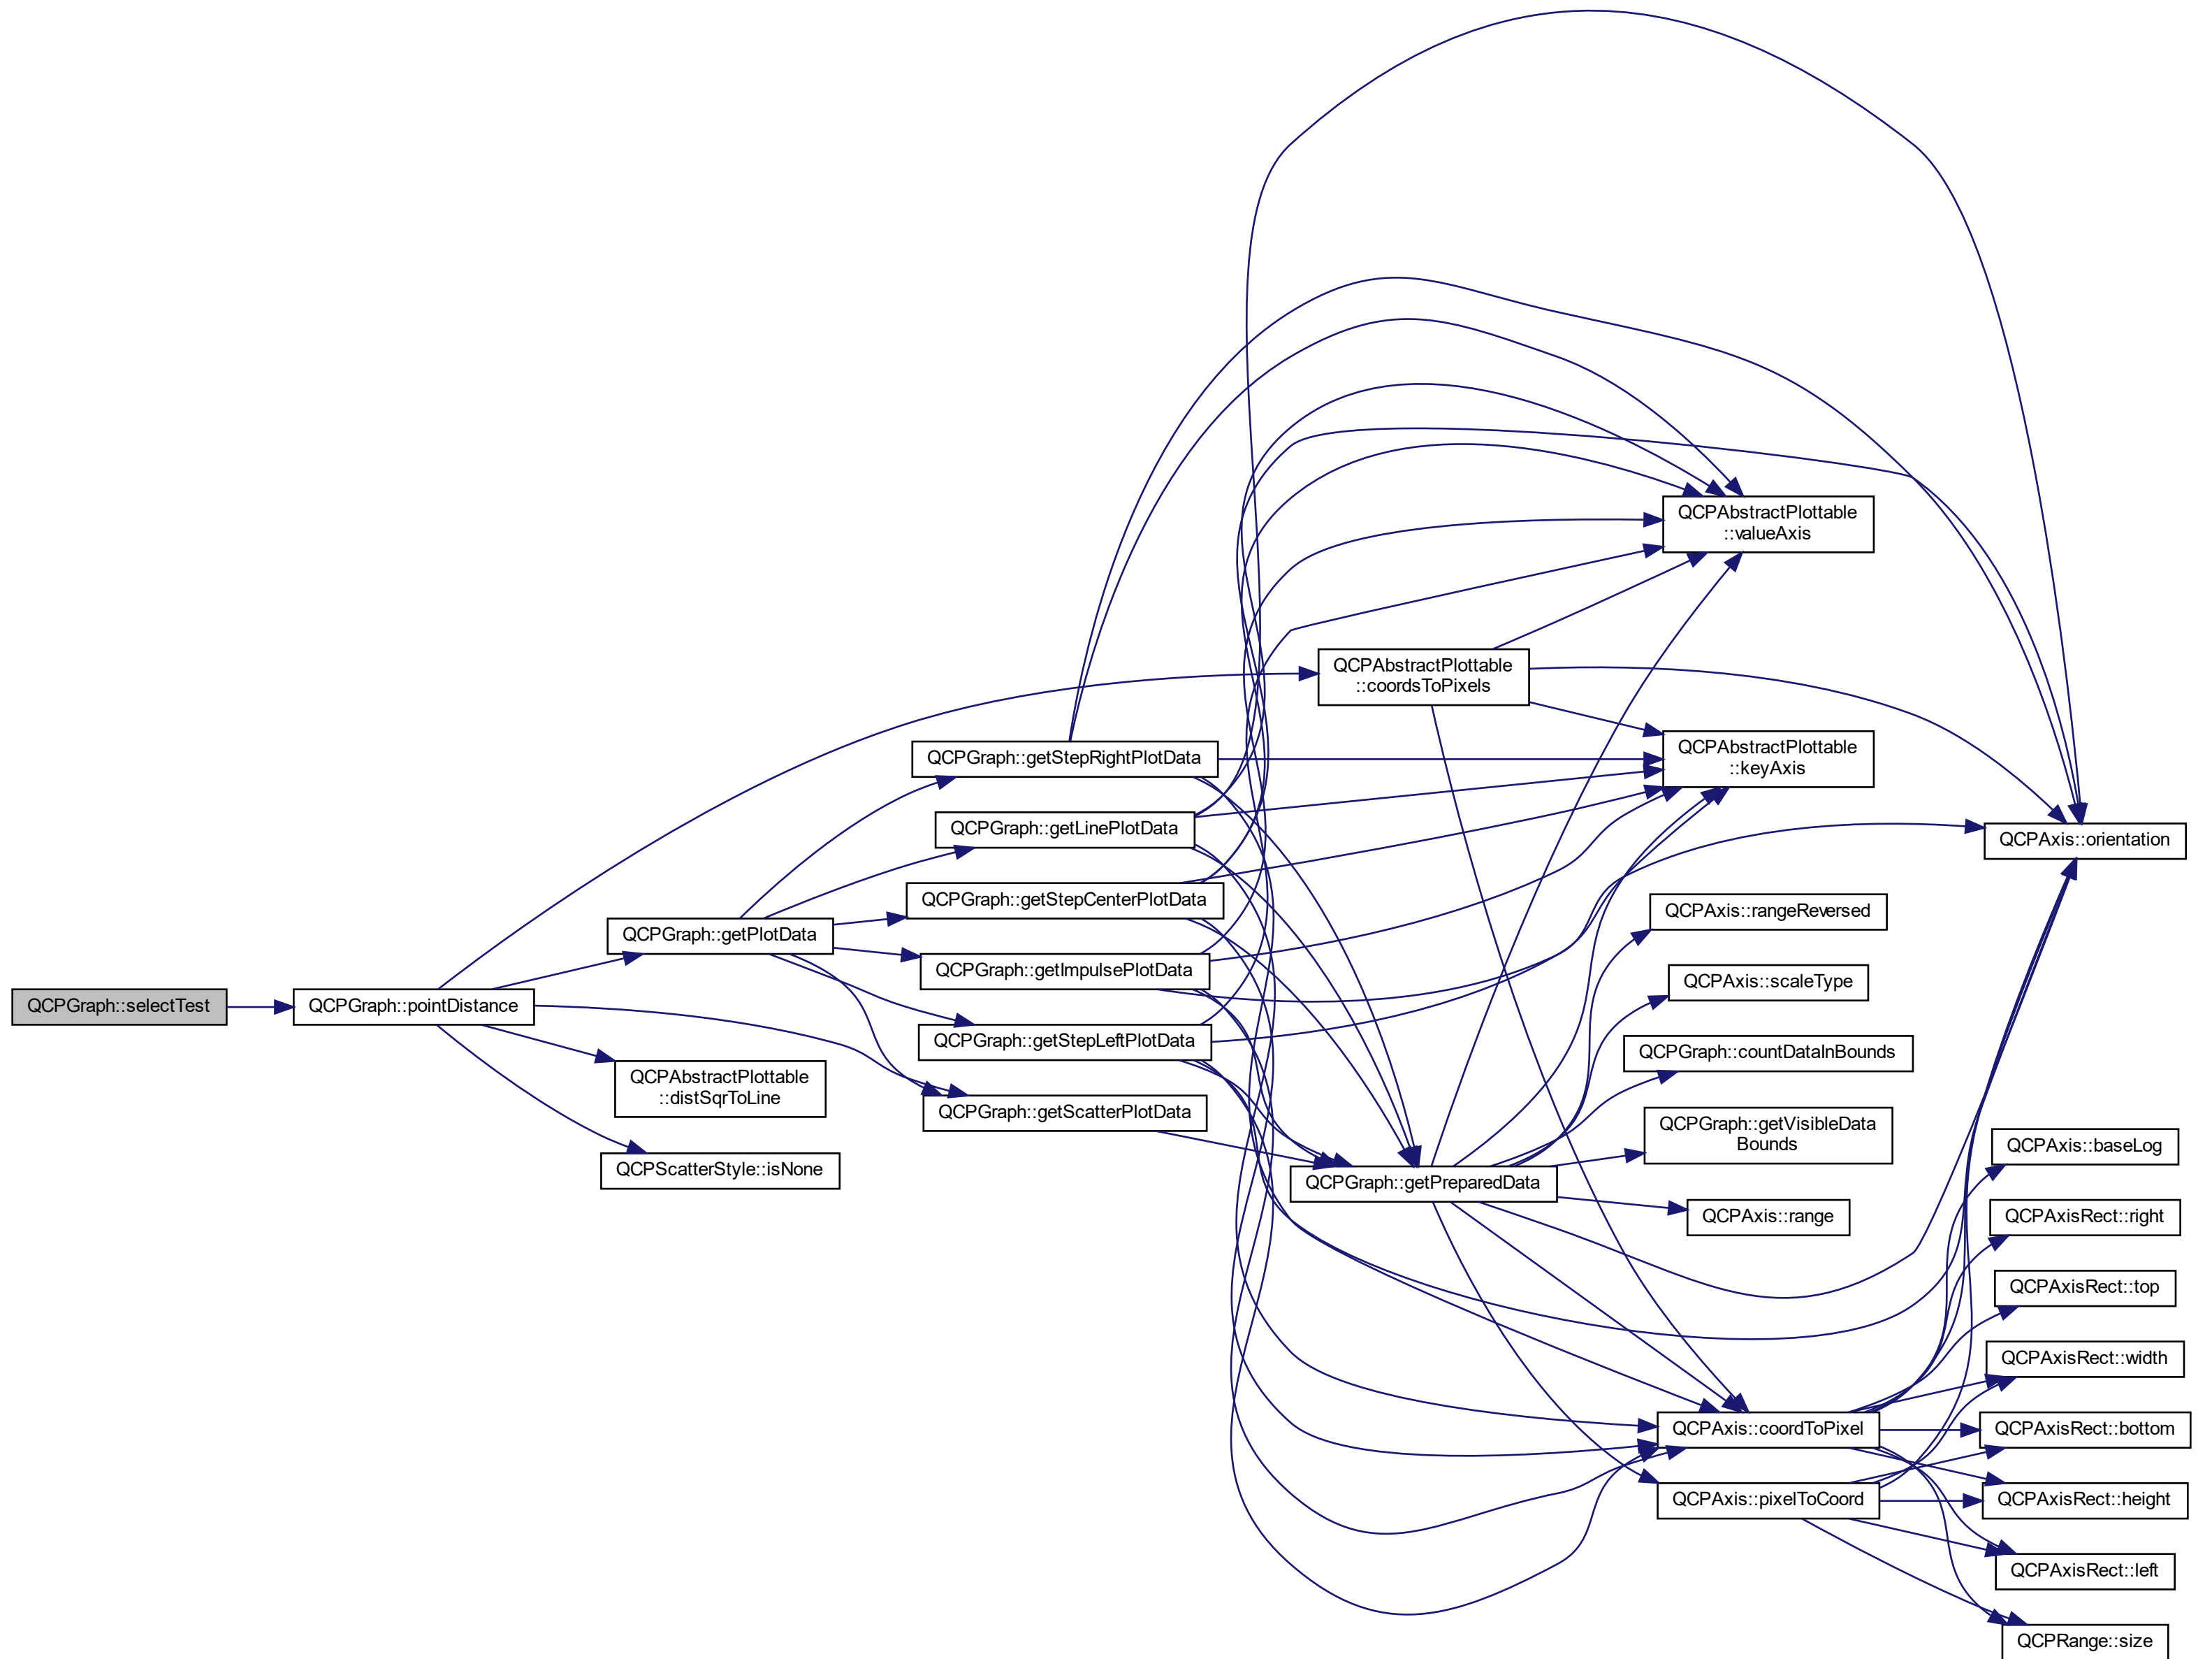 QCPGraph::selectTest
QCPGraph::pointDistance
QCPGraph::getPlotData
QCPAbstractPlottable
::distSqrToLine
QCPScatterStyle::isNone
QCPGraph::getStepRightPlotData
QCPGraph::getLinePlotData
QCPGraph::getStepCenterPlotData
QCPGraph::getImpulsePlotData
QCPGraph::getStepLeftPlotData
QCPGraph::getScatterPlotData
QCPAbstractPlottable
::coordsToPixels
QCPGraph::getPreparedData
QCPAbstractPlottable
::valueAxis
QCPAbstractPlottable
::keyAxis
QCPAxis::rangeReversed
QCPAxis::scaleType
QCPGraph::countDataInBounds
QCPGraph::getVisibleData
Bounds
QCPAxis::range
QCPAxis::coordToPixel
QCPAxis::pixelToCoord
QCPAxis::orientation
QCPAxis::baseLog
QCPAxisRect::right
QCPAxisRect::top
QCPAxisRect::width
QCPAxisRect::bottom
QCPAxisRect::height
QCPAxisRect::left
QCPRange::size